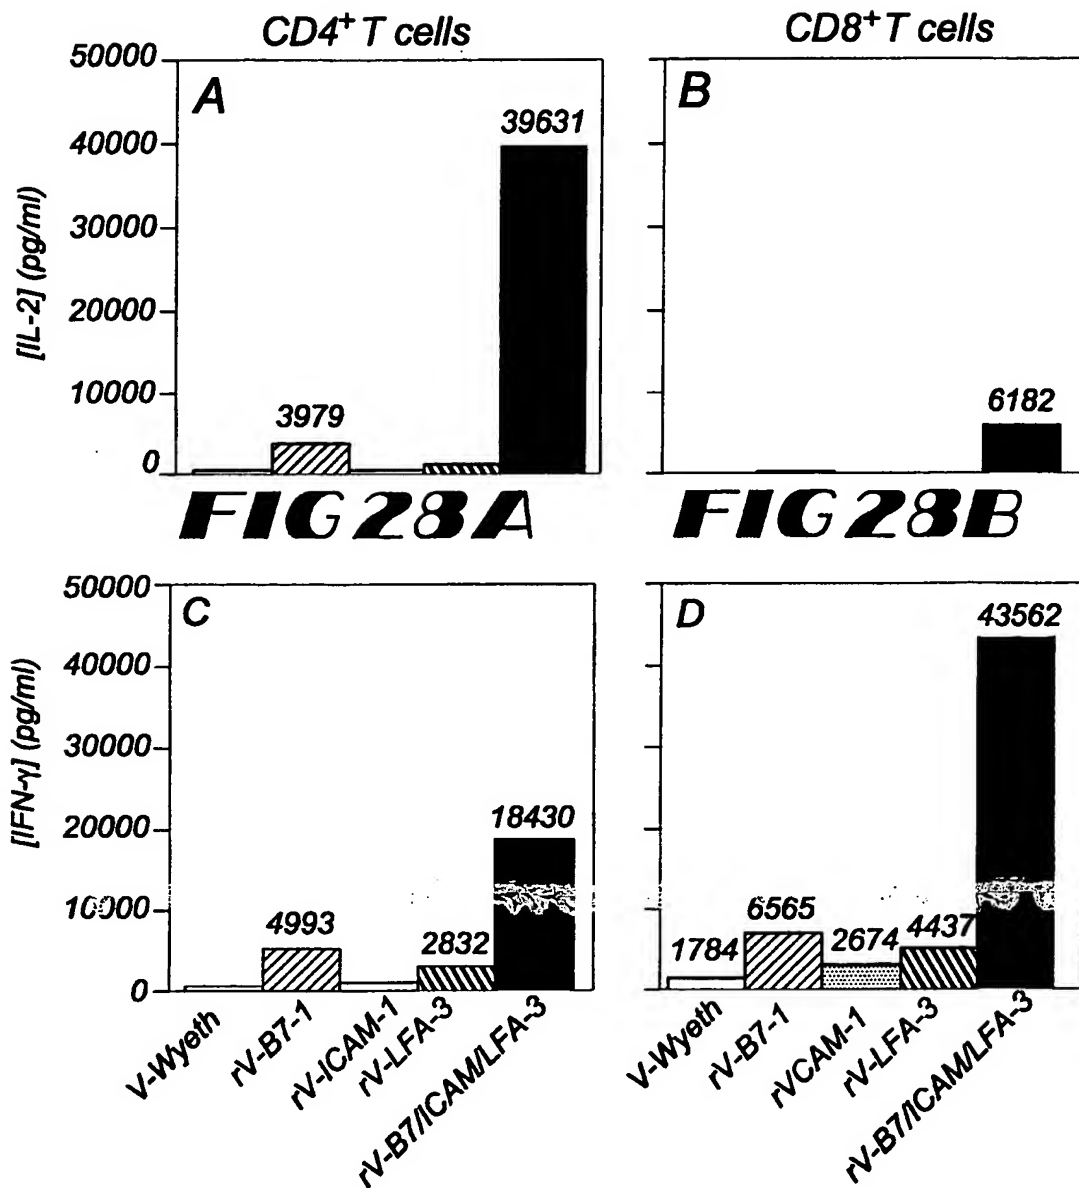 CD4+ T cells
CD8+ T cells
[IL-2] (pg/ml)
50000
40000
30000
20000
10000
0
A
3979
39631
B
6182
FIG 28A
FIG 28B
[IFN-γ] (pg/ml)
50000
40000
30000
20000
10000
0
C
4993
2832
18430
D
1784
6565
2674
4437
43562
V-Wyeth
rV-B7-1
rV-ICAM-1
rV-LFA-3
rV-B7/ICAM/LFA-3
V-Wyeth
rV-B7-1
rVCAM-1
rV-LFA-3
rV-B7/ICAM/LFA-3